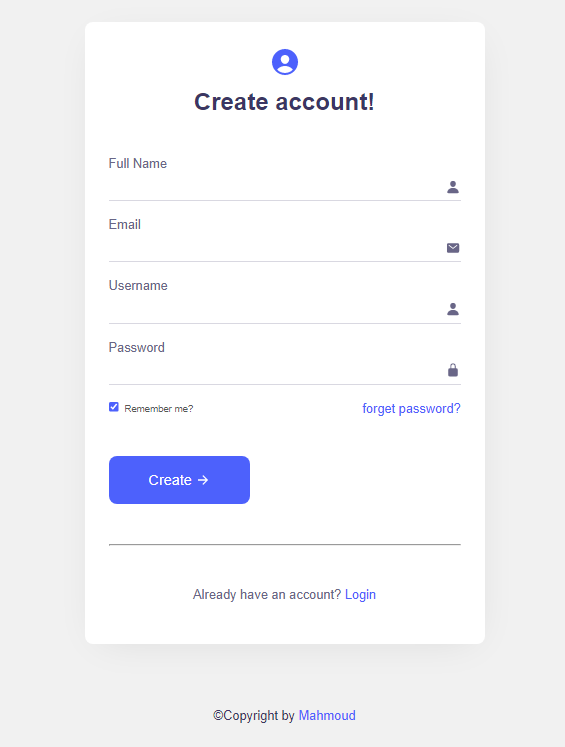 Create account!
Full Name
Email
Username
Password
Remember me? forget password?
Create →
Already have an account? Login
©Copyright by Mahmoud